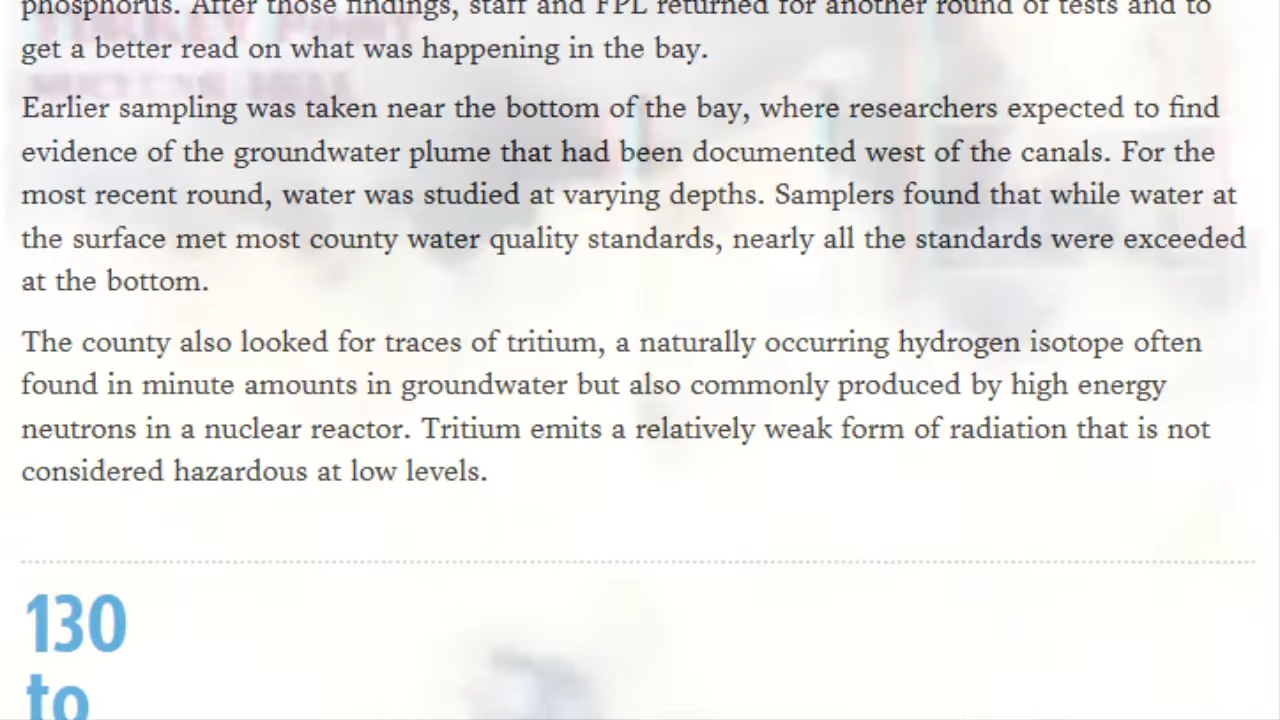 phosphorus. After those findings, staff and FPL returned for another round of tests and to
get a better read on what was happening in the bay.
Earlier sampling was taken near the bottom of the bay, where researchers expected to find
evidence of the groundwater plume that had been documented west of the canals. For the
most recent round, water was studied at varying depths. Samplers found that while water at
the surface met most county water quality standards, nearly all the standards were exceeded
at the bottom.
The county also looked for traces of tritium, a naturally occurring hydrogen isotope often
found in minute amounts in groundwater but also commonly produced by high energy
neutrons in a nuclear reactor. Tritium emits a relatively weak form of radiation that is not
considered hazardous at low levels.
130
to